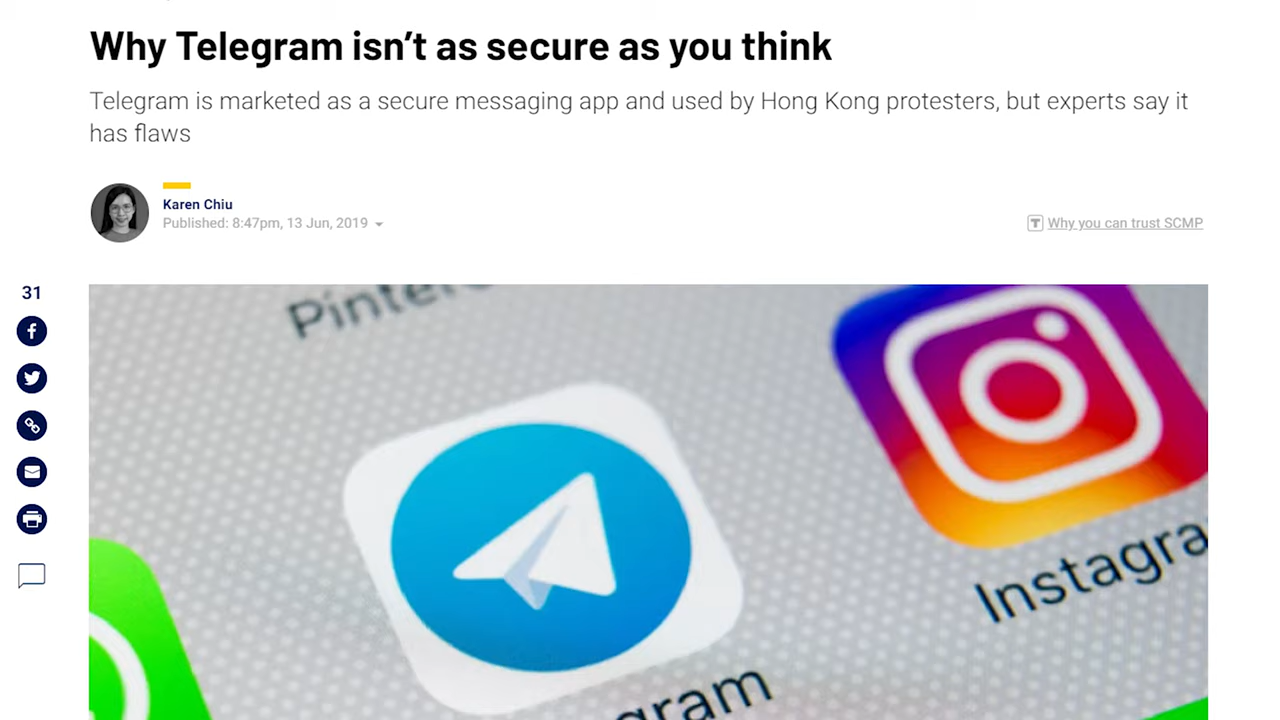 Why Telegram isn’t as secure as you think
Telegram is marketed as a secure messaging app and used by Hong Kong protesters, but experts say it
has flaws
Karen Chiu
Published: 8:47pm, 13 Jun, 2019
T Why you can trust SCMP
31
Pinter
Instagra
gram